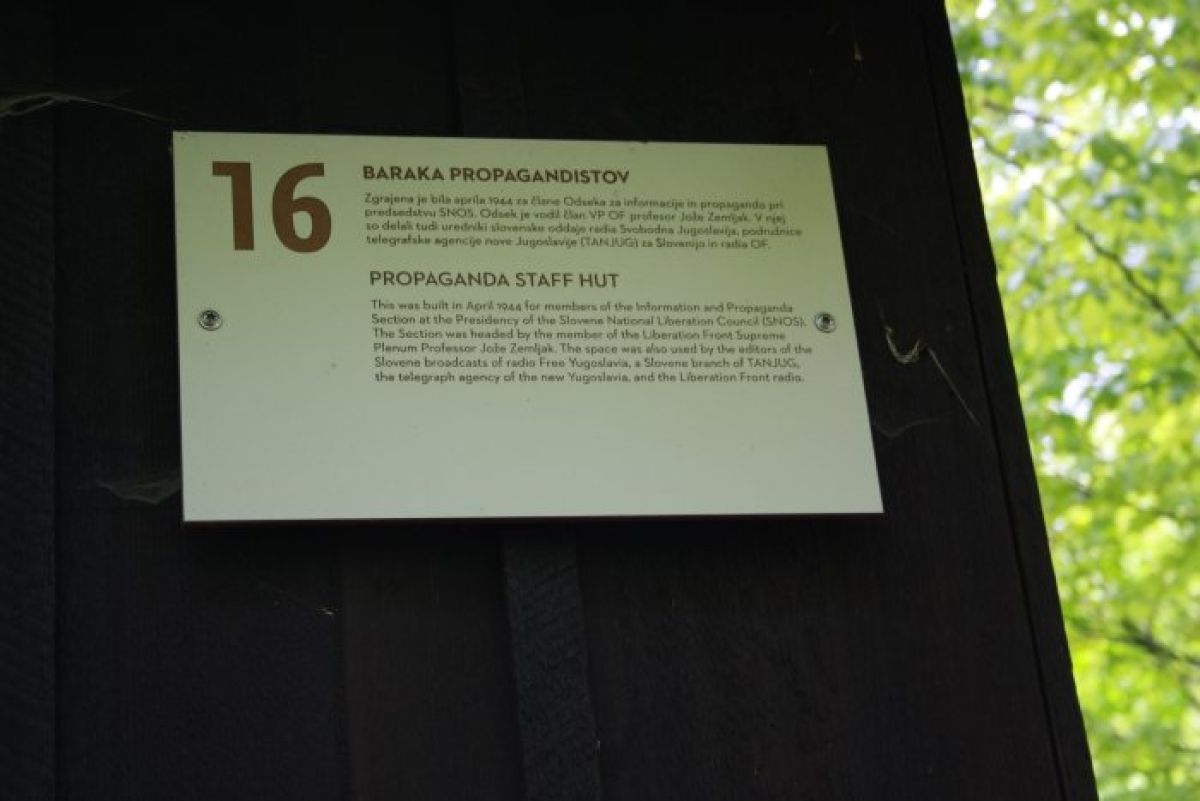 16
BARAKA PROPAGANDISTOV
Zgrajena je bila aprila 1944 za člane Odseka za informacije in propagando pri
predsedstvu SNOS. Odsek je vodil član VP OF profesor Jože Zemljak. V njej
so delali tudi uredniki slovenske oddaje radia Svobodna Jugoslavija, podružnice
telegrafske agencije nove Jugoslavije (TANJUG) za Slovenijo in radia OF.
PROPAGANDA STAFF HUT
This was built in April 1944 for members of the Information and Propaganda
Section at the Presidency of the Slovene National Liberation Council (SNOS).
The Section was headed by the member of the Liberation Front Supreme
Plenum Professor Jože Zemljak. The space was also used by the editors of the
Slovene broadcasts of radio Free Yugoslavia, a Slovene branch of TANJUG,
the telegraph agency of the new Yugoslavia, and the Liberation Front radio.